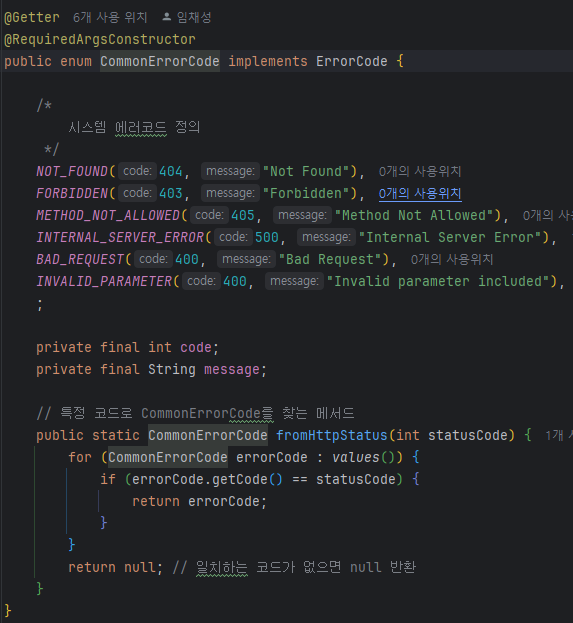 @Getter 6개 사용 위치 임채성
@RequiredArgsConstructor
public enum CommonErrorCode implements ErrorCode {
/*
시스템 에러코드 정의
*/
NOT_FOUND( code: 404, message: "Not Found"), 0개의 사용위치
FORBIDDEN( code: 403, message: "Forbidden"), 0개의 사용위치
METHOD_NOT_ALLOWED( code: 405, message: "Method Not Allowed"), 0개의 사용
INTERNAL_SERVER_ERROR( code: 500, message: "Internal Server Error"),
BAD_REQUEST( code: 400, message: "Bad Request"), 0개의 사용위치
INVALID_PARAMETER( code: 400, message: "Invalid parameter included"),
;
private final int code;
private final String message;
// 특정 코드로 CommonErrorCode를 찾는 메서드
public static CommonErrorCode fromHttpStatus(int statusCode) { 1개 사
for (CommonErrorCode errorCode : values()) {
if (errorCode.getCode() == statusCode) {
return errorCode;
}
}
return null; // 일치하는 코드가 없으면 null 반환
}
}